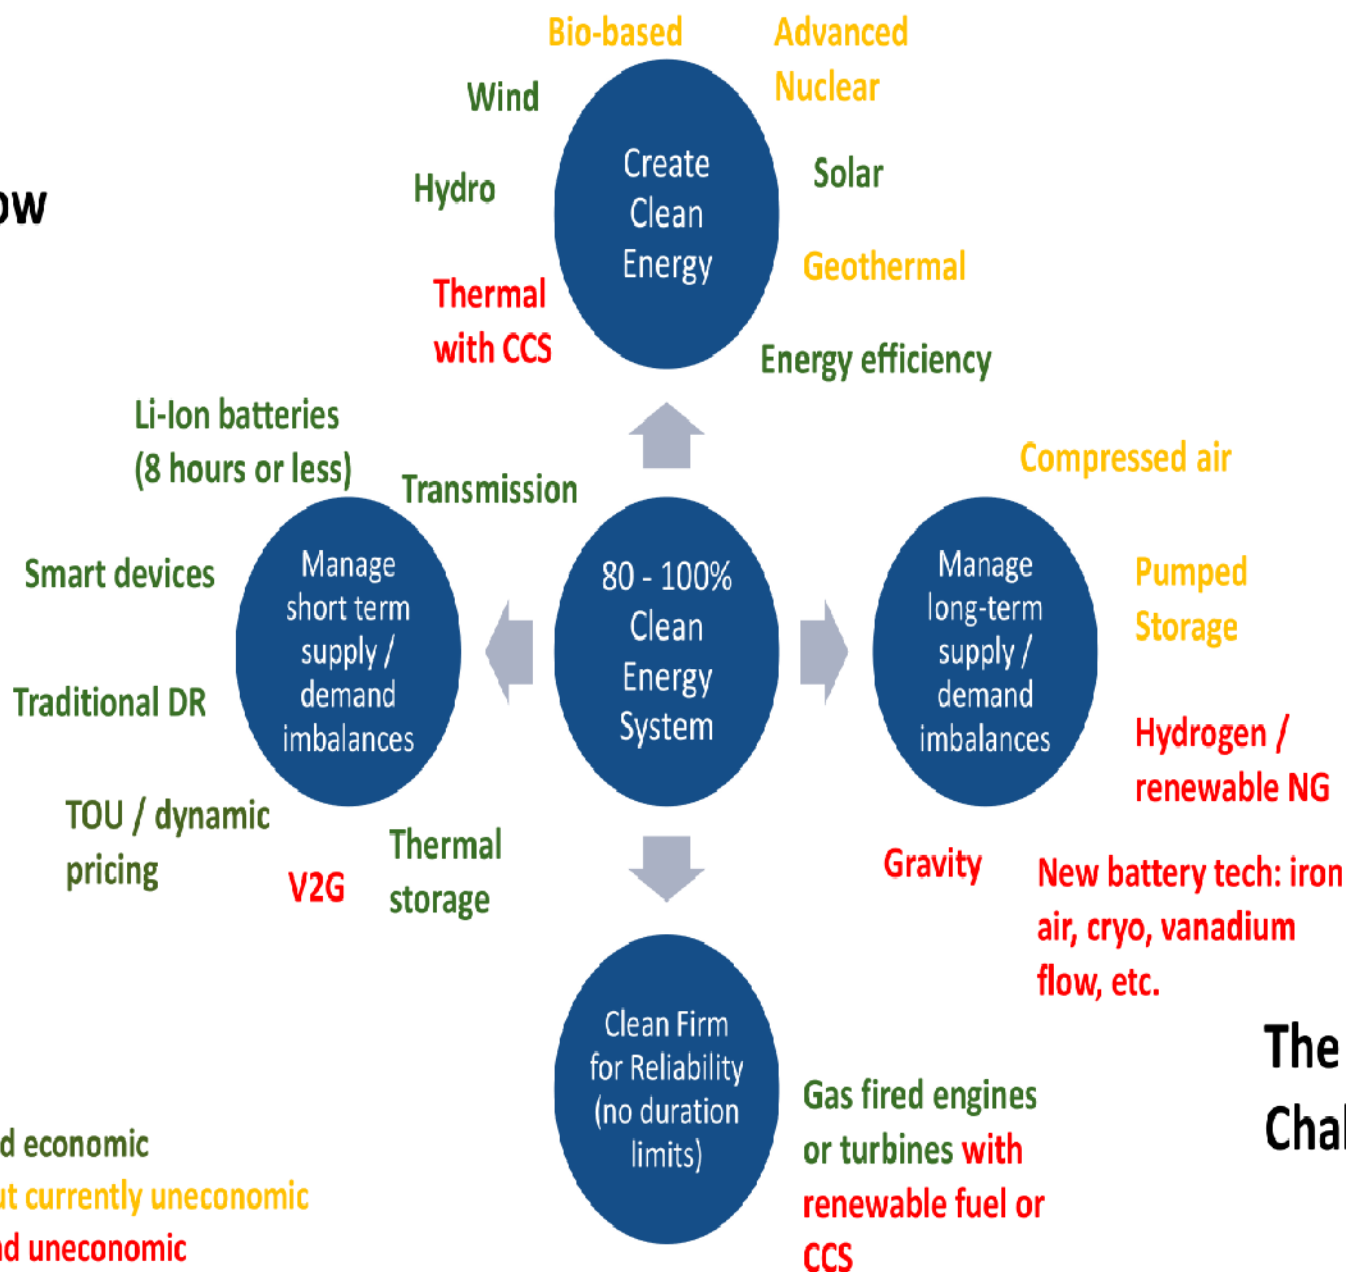 Bio-based
Advanced
Nuclear
Wind
Create
Clean
Energy
Solar
Hydro
Geothermal
Thermal
with CCS
Energy efficiency
Li-Ion batteries
(8 hours or less)
Transmission
Compressed air
Smart devices
Manage
short term
supply /
demand
imbalances
80 - 100%
Clean
Energy
System
Manage
long-term
supply /
demand
imbalances
Pumped
Storage
Traditional DR
Hydrogen /
renewable NG
TOU / dynamic
pricing
V2G
Thermal
storage
Gravity
New battery tech: iron
air, cryo, vanadium
flow, etc.
Clean Firm
for Reliability
(no duration
limits)
Gas fired engines
or turbines with
renewable fuel or
CCS
The
economic
currently uneconomic
uneconomic